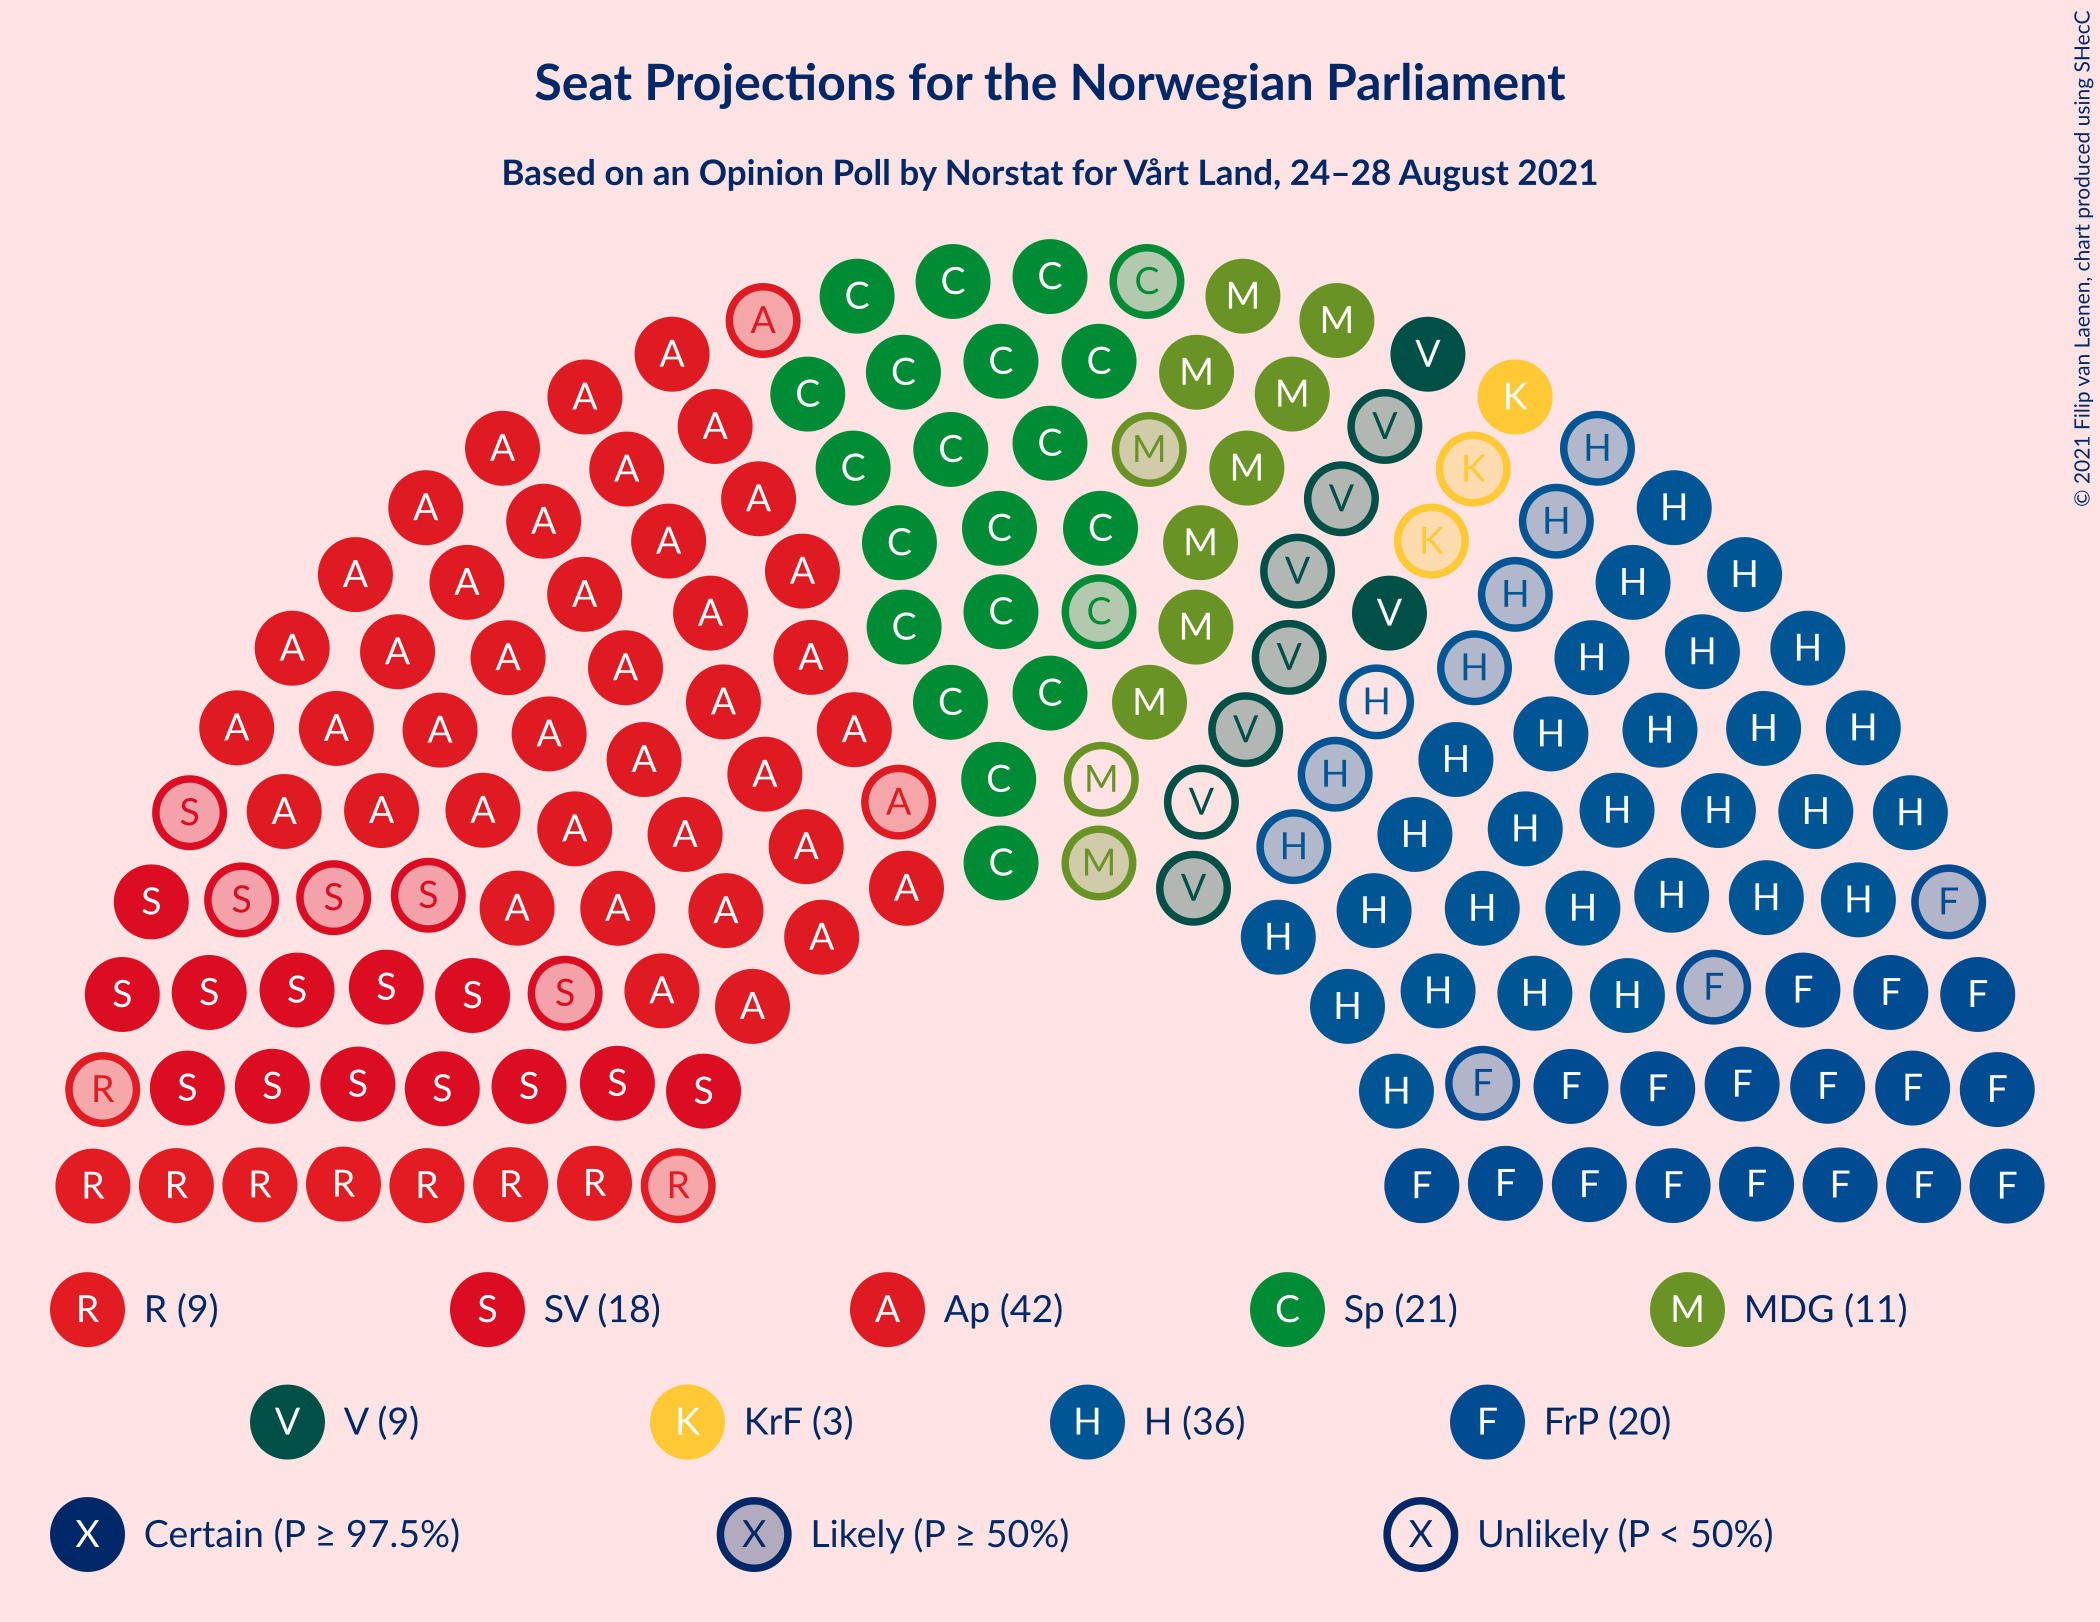 Seat Projections for the Norwegian Parliament
Based on an Opinion Poll by Norstat for Vårt Land, 24–28 August 2021
© 2021 Filip van Laenen, chart produced using SHecC
C C C C
A C C M M
A C C C C M M V
A A C C C M M V K
A A A C C C M V K H
A A A A C C C M V K H H
A A A A A C C M V V H H H
A A A A A A C M V H H H H H
A A A A A A A C M V H H H H H H
S A A A A A A A H H H H H H H
S S S S A A A A H H H H H H F
S S S S S S A A H H H H F F F F
R S S S S S S S H F F F F F F F
R R R R R R R R F F F F F F F F
R R (9) S SV (18) A Ap (42) C Sp (21) M MDG (11)
V V (9) K KrF (3) H H (36) F FrP (20)
X Certain (P ≥ 97.5%) X Likely (P ≥ 50%) X Unlikely (P < 50%)